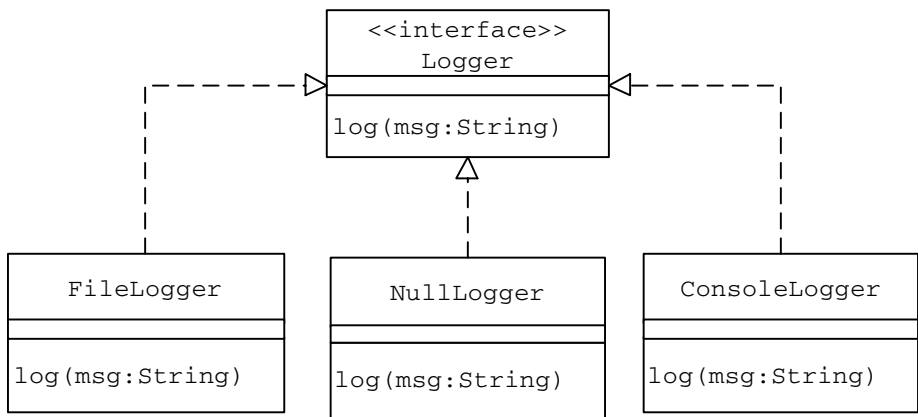 <<interface>>
Logger
log(msg:String)
FileLogger
log(msg:String)
NullLogger
log(msg:String)
ConsoleLogger
log(msg:String)